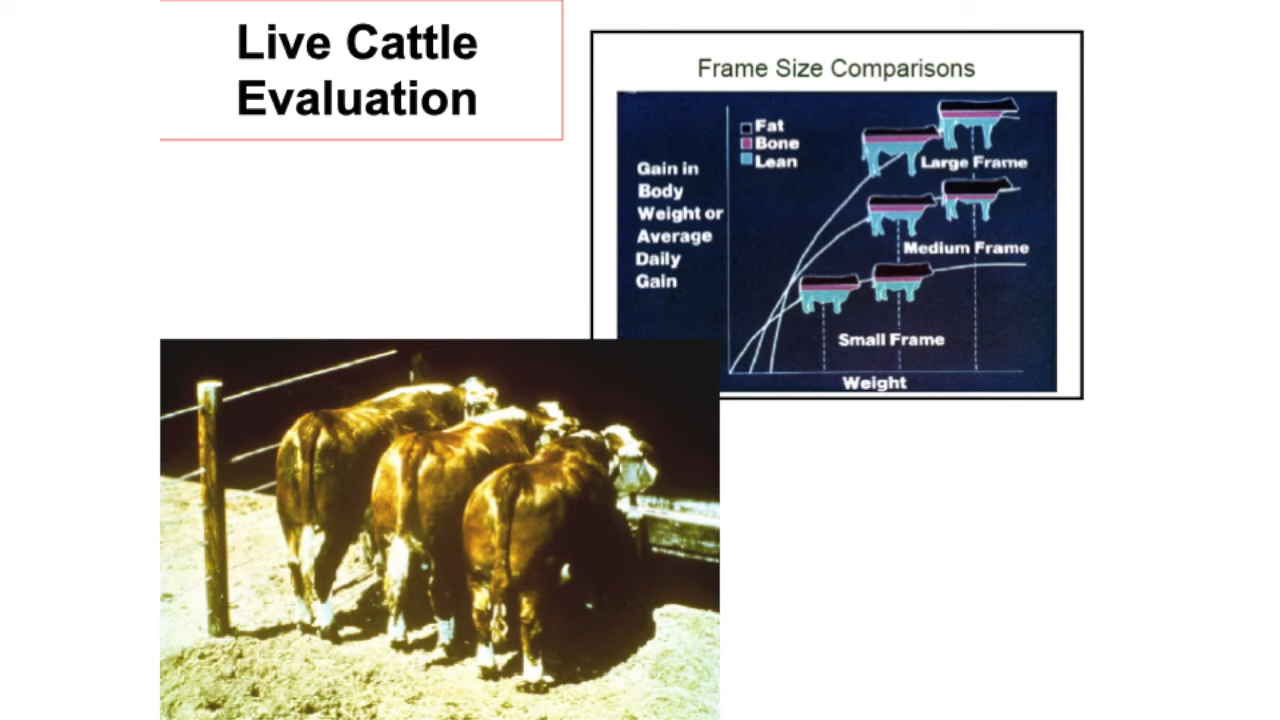 Live Cattle
Evaluation
Frame Size Comparisons
Fat
Bone
Lean
Gain in
Body
Weight or
Average
Daily
Gain
Large Frame
Medium Frame
Small Frame
Weight